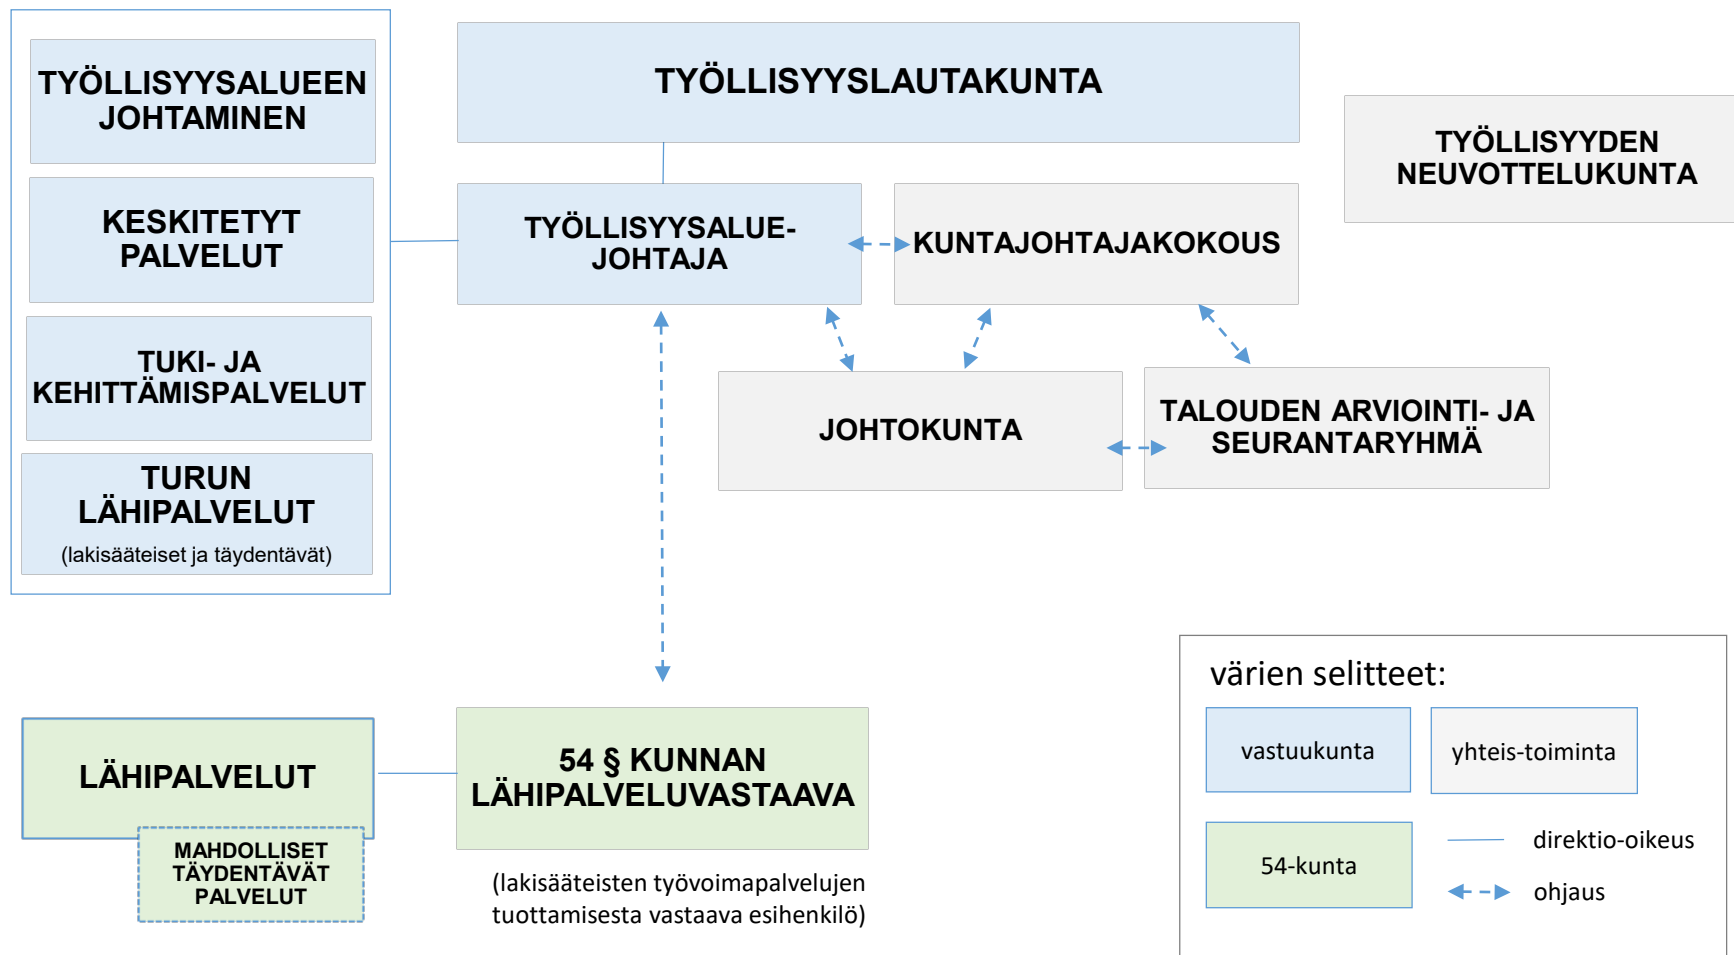 TYÖLLISYYSALUEEN
JOHTAMINEN
KESKITETYT
PALVELUT
TUKI- JA
KEHITTÄMISPALVELUT
TURUN
LÄHIPALVELUT
(lakisääteiset ja täydentävät)
TYÖLLISYYSLAUTAKUNTA
TYÖLLISYYDEN
NEUVOTTELUKUNTA
TYÖLLISYYSALUE-
JOHTAJA
KUNTAJOHTAJAKOKOUS
JOHTOKUNTA
TALOUDEN ARVIOINTI- JA
SEURANTARYHMÄ
LÄHIPALVELUT
MAHDOLLISET
TÄYDENTÄVÄT
PALVELUT
54 § KUNNAN
LÄHIPALVELUVASTAAVA
(lakisääteisten työvoimapalvelujen
tuottamisesta vastaava esihenkilö)
värien selitteet:
vastuukunta
yhteis-toiminta
54-kunta
direktio-oikeus
ohjaus